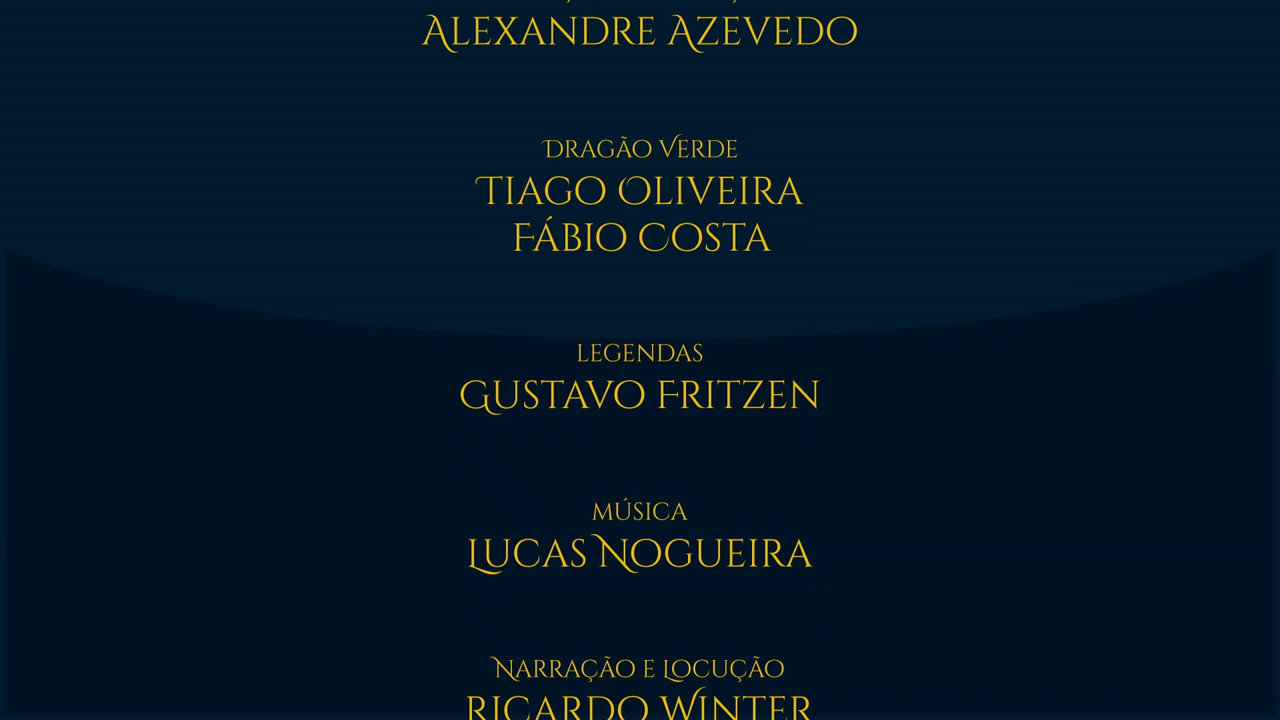 Alexandre Azevedo
Dragão Verde
Tiago Oliveira
Fábio Costa
Legendas
Gustavo Fritzen
Música
Lucas Nogueira
Narração e Locução
Ricardo Winter